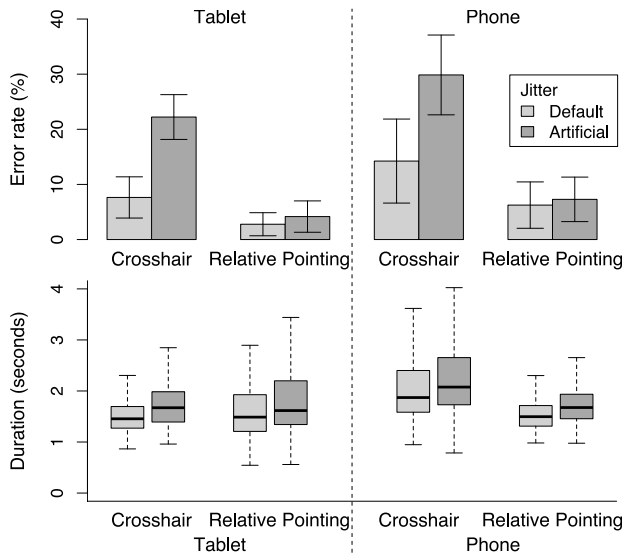 Tablet Phone
Error rate (%)
40
30
20
10
0
Jitter
Default
Artificial
Crosshair Relative Pointing Crosshair Relative Pointing
Duration (seconds)
4
3
2
1
0
Crosshair Relative Pointing Crosshair Relative Pointing
Tablet Phone